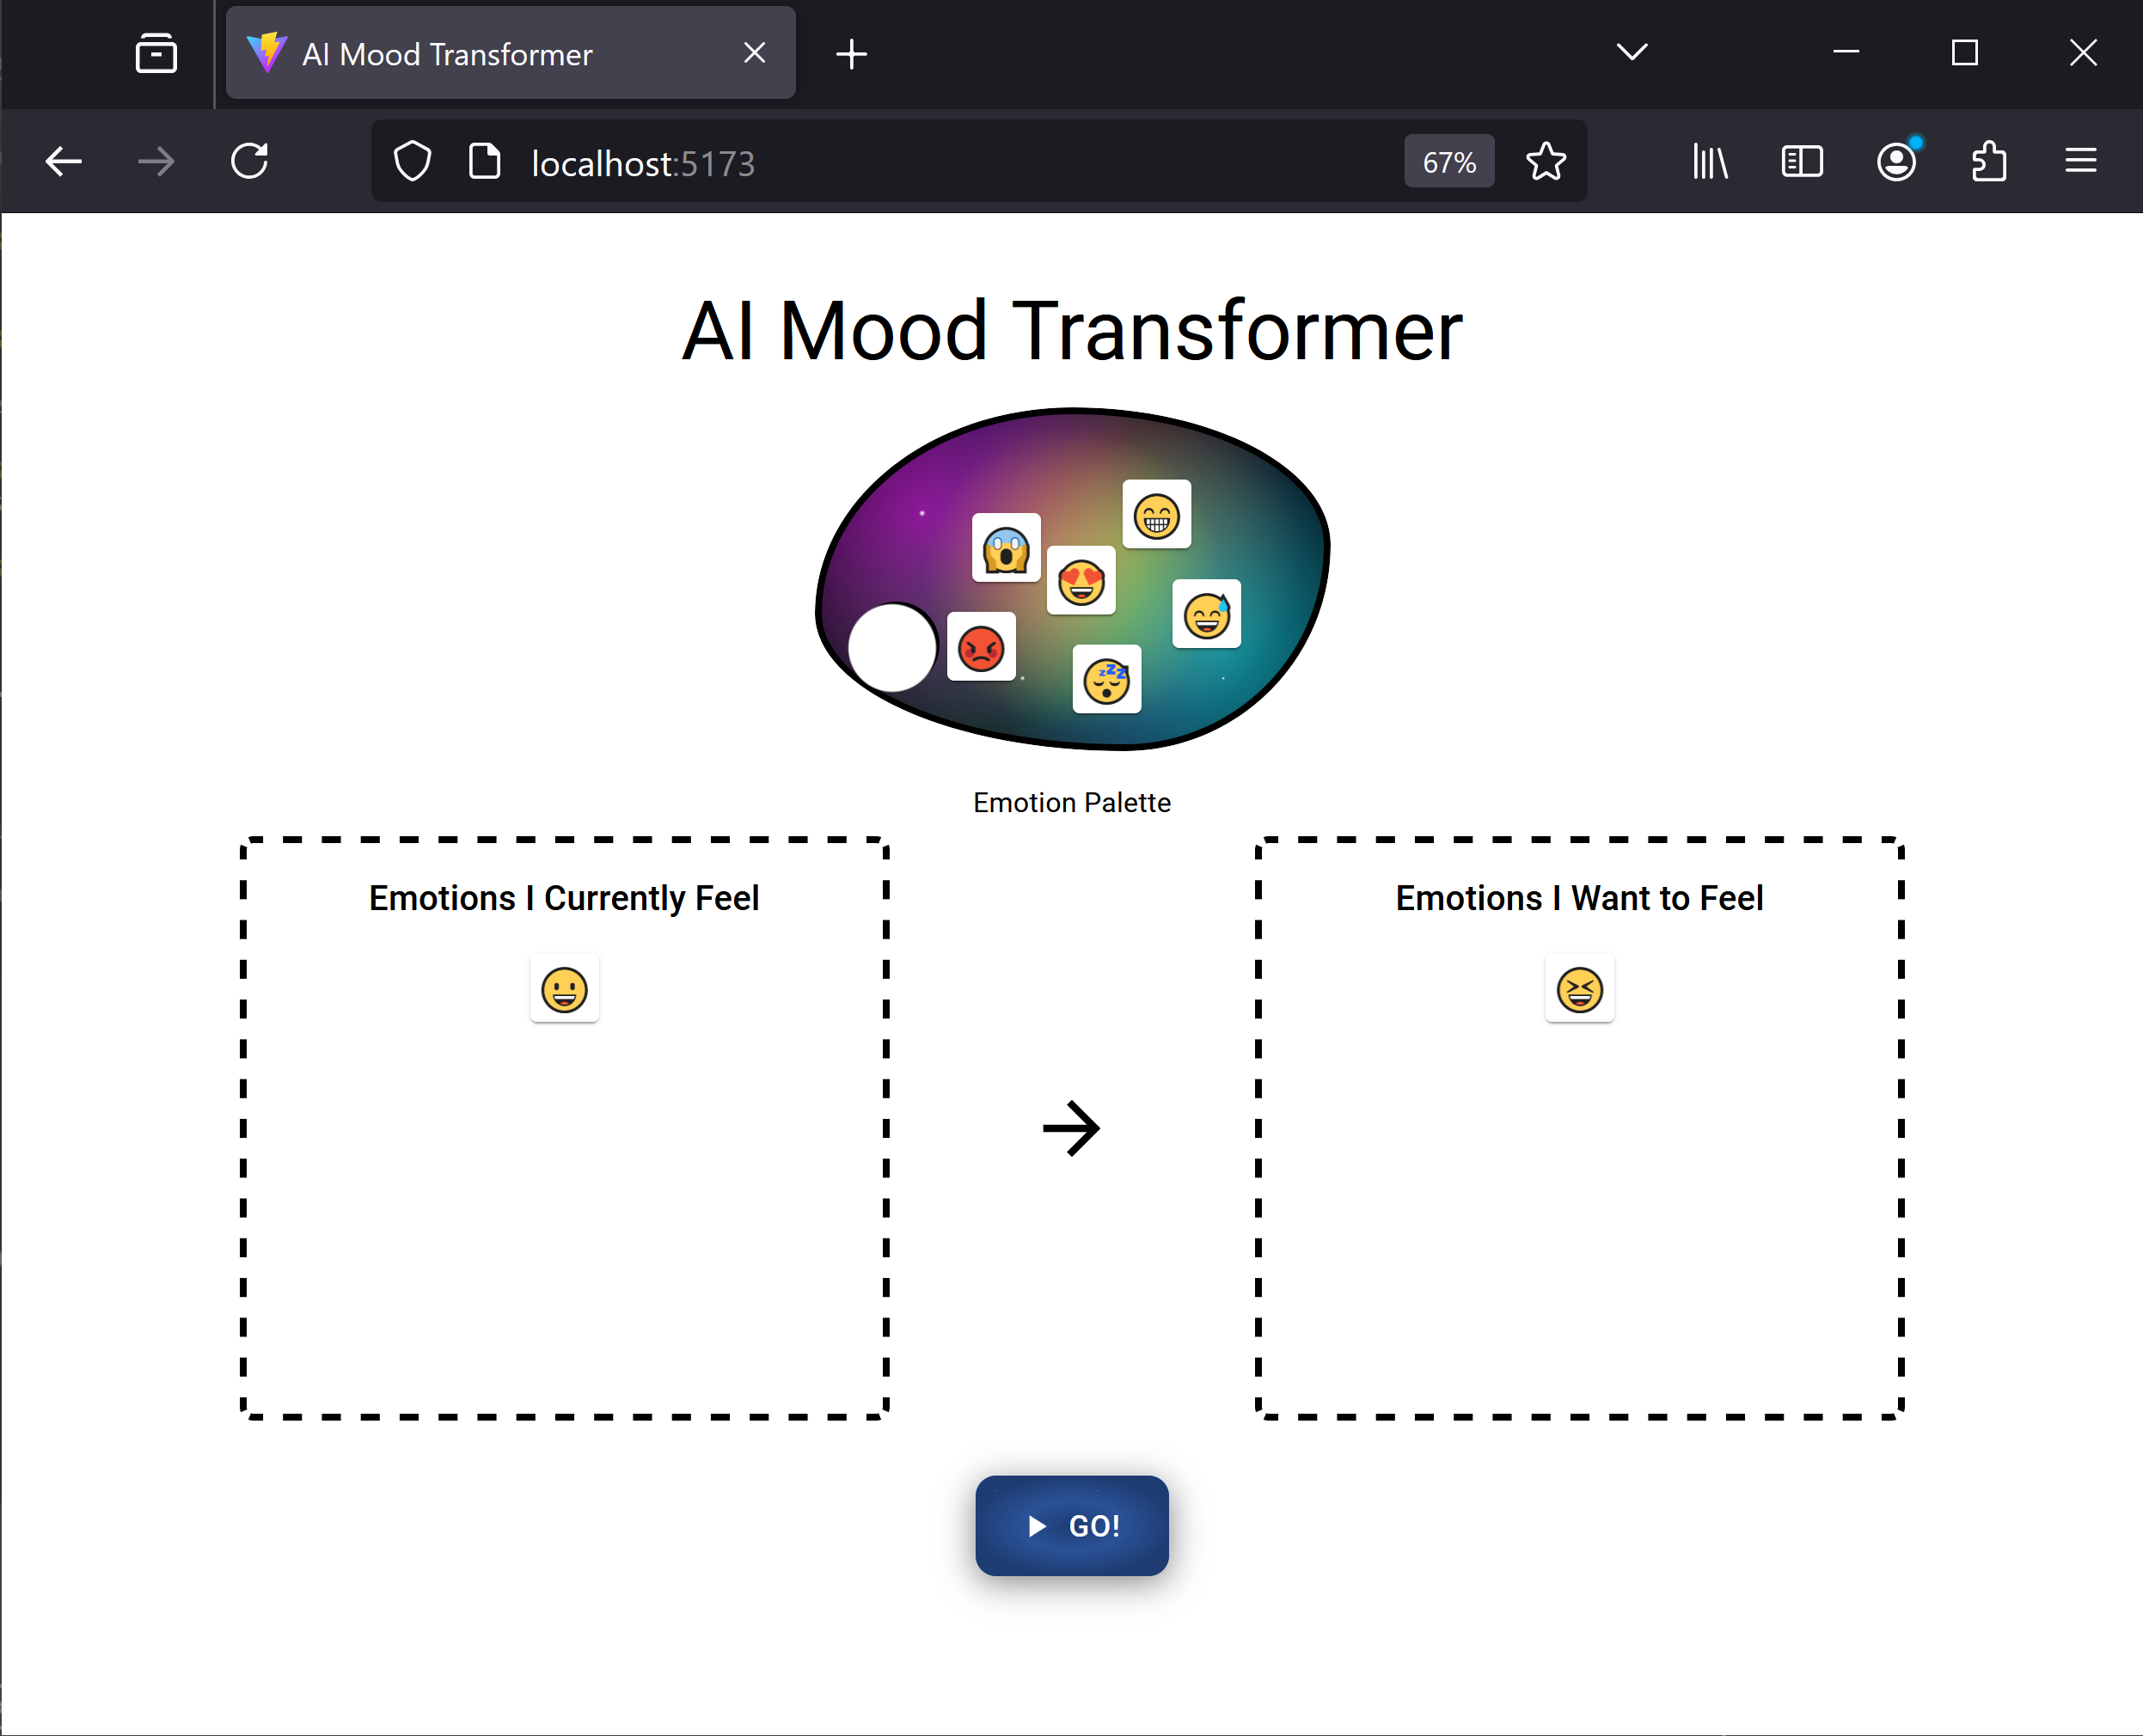 AI Mood Transformer
localhost:5173
67%
AI Mood Transformer
Emotion Palette
Emotions I Currently Feel
Emotions I Want to Feel
GO!